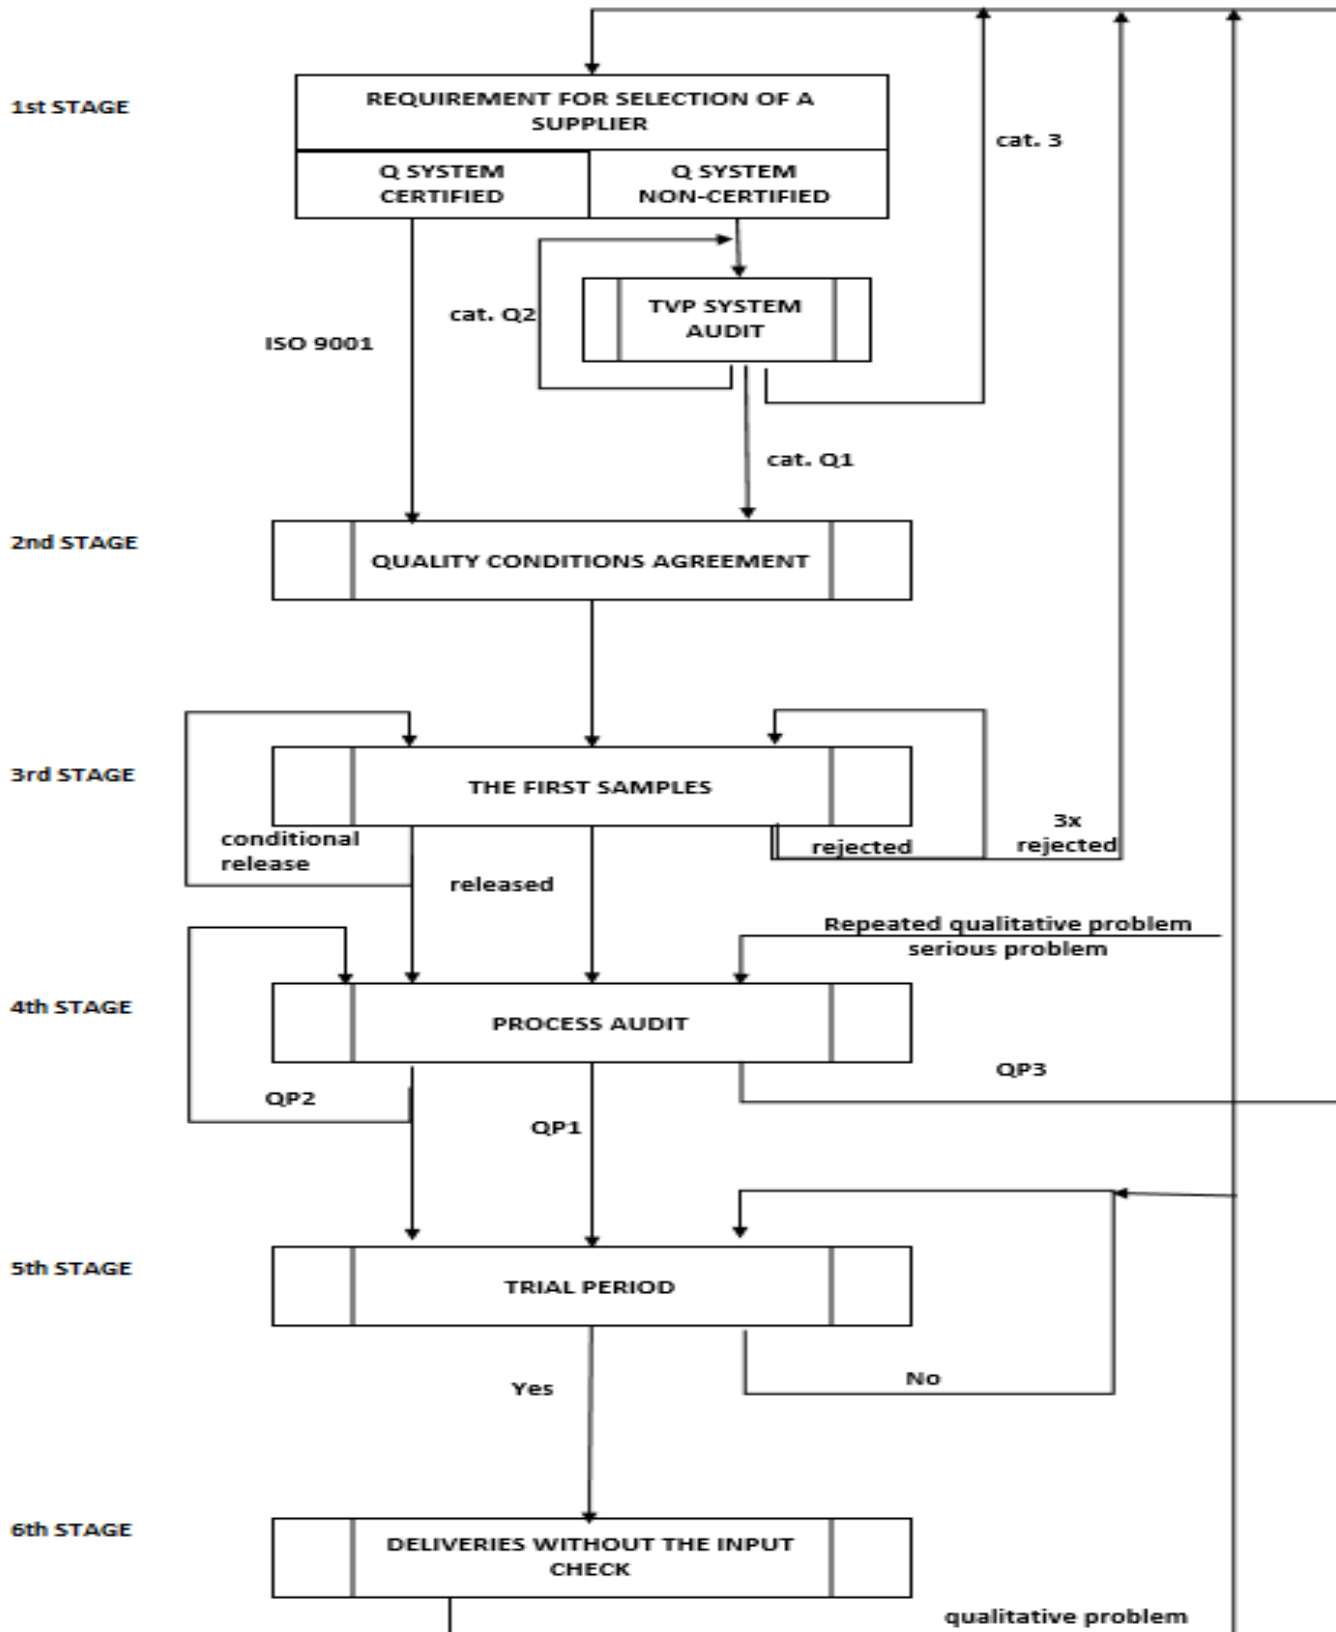 1st STAGE
REQUIREMENT FOR SELECTION OF A
SUPPLIER
Q SYSTEM
CERTIFIED
Q SYSTEM
NON-CERTIFIED
cat. 3
cat. Q2
TVP SYSTEM
AUDIT
ISO 9001
cat. Q1
2nd STAGE
QUALITY CONDITIONS AGREEMENT
3rd STAGE
THE FIRST SAMPLES
conditional
release
released
rejected
3x
rejected
Repeated qualitative problem
serious problem
4th STAGE
PROCESS AUDIT
QP2
QP1
QP3
5th STAGE
TRIAL PERIOD
Yes
No
6th STAGE
DELIVERIES WITHOUT THE INPUT
CHECK
qualitative problem